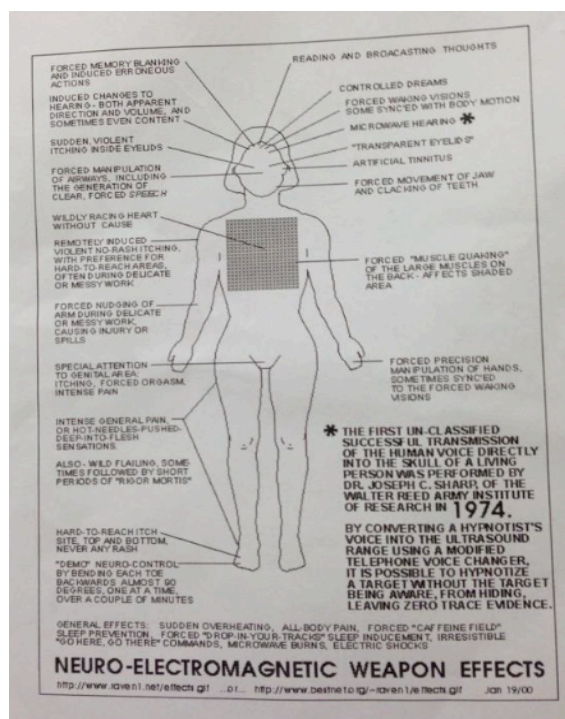 FORCED MEMORY BLANKING
AND INDUCED ERRONEOUS
ACTIONS
INDUCED CHANGES TO
HEARING - BOTH APPARENT
DIRECTION AND VOLUME, AND
SOMETIMES EVEN CONTENT
SUDDEN, VIOLENT
ITCHING INSIDE EYELIDS
FORCED MANIPULATION
OF AIRWAYS, INCLUDING
THE GENERATION OF
CLEAR, FORCED SPEECH
WILDLY RACING HEART
WITHOUT CAUSE
REMOTELY INDUCED
VIOLENT NO-RASH ITCHING,
WITH PREFERENCE FOR
HARD-TO-REACH AREAS,
OFTEN DURING DELICATE
OR MESSY WORK
FORCED NUDGING OF
ARM DURING DELICATE
OR MESSY WORK,
CAUSING INJURY OR
SPILLS
SPECIAL ATTENTION
TO GENITAL AREA:
ITCHING, FORCED ORGASM,
INTENSE PAIN
INTENSE GENERAL PAIN,
OR HOT-NEEDLES-PUSHED-
DEEP-INTO-FLESH
SENSATIONS.
ALSO - WILD FLAILING, SOME-
TIMES FOLLOWED BY SHORT
PERIODS OF "RIGOR MORTIS"
HARD-TO-REACH ITCH
SITE, TOP AND BOTTOM,
NEVER ANY RASH
"DEMO" NEURO-CONTROL
BY BENDING EACH TOE
BACKWARDS ALMOST 90
DEGREES, ONE AT A TIME,
OVER A COUPLE OF MINUTES
READING AND BROACASTING THOUGHTS
CONTROLLED DREAMS
FORCED WAKING VISIONS
SOME SYNCED WITH BODY MOTION
MICROWAVE HEARING *
"TRANSPARENT EYELIDS"
ARTIFICIAL TINNITUS
FORCED MOVEMENT OF JAW
AND CLACKING OF TEETH
FORCED "MUSCLE QUAKING"
OF THE LARGE MUSCLES ON
THE BACK - AFFECTS SHADED
AREA
FORCED PRECISION
MANIPULATION OF HANDS,
SOMETIMES SYNC'ED
TO THE FORCED WAKING
VISIONS
* THE FIRST UN-CLASSIFIED
SUCCESSFUL TRANSMISSION
OF THE HUMAN VOICE DIRECTLY
INTO THE SKULL OF A LIVING
PERSON WAS PERFORMED BY
DR. JOSEPH C. SHARP, OF THE
WALTER REED ARMY INSTITUTE
OF RESEARCH IN 1974.
BY CONVERTING A HYPNOTIST'S
VOICE INTO THE ULTRASOUND
RANGE USING A MODIFIED
TELEPHONE VOICE CHANGER,
IT IS POSSIBLE TO HYPNOTIZE
A TARGET WITHOUT THE TARGET
BEING AWARE, FROM HIDING,
LEAVING ZERO TRACE EVIDENCE.
GENERAL EFFECTS: SUDDEN OVERHEATING, ALL-BODY PAIN, FORCED "CAFFEINE FIELD"
SLEEP PREVENTION, FORCED "DROP-IN-YOUR-TRACKS" SLEEP INDUCEMENT, IRRESISTIBLE
"GO HERE, GO THERE" COMMANDS, MICROWAVE BURNS, ELECTRIC SHOCKS
NEURO-ELECTROMAGNETIC WEAPON EFFECTS
http://www.raven1.net/effects.gif ...or... http://www.bestnet.org/~raven1/effects.gif Jan 19/00